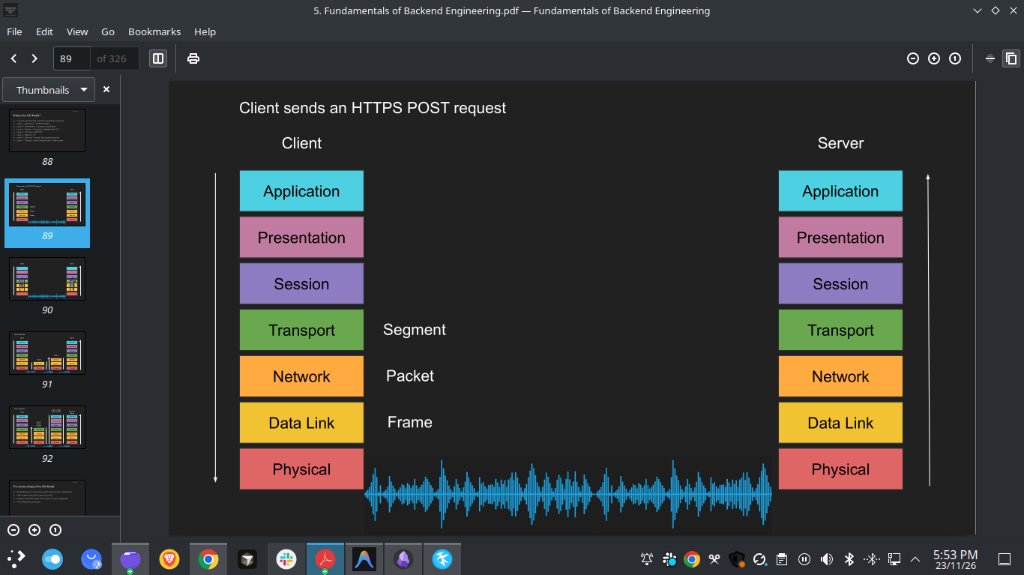 5. Fundamentals of Backend Engineering.pdf — Fundamentals of Backend Engineering
File Edit View Go Bookmarks Help
89 of 326
Thumbnails
88
89
90
91
92
Client sends an HTTPS POST request
Client Server
Application Application
Presentation Presentation
Session Session
Transport Segment Transport
Network Packet Network
Data Link Frame Data Link
Physical Physical
5:53 PM
23/11/26